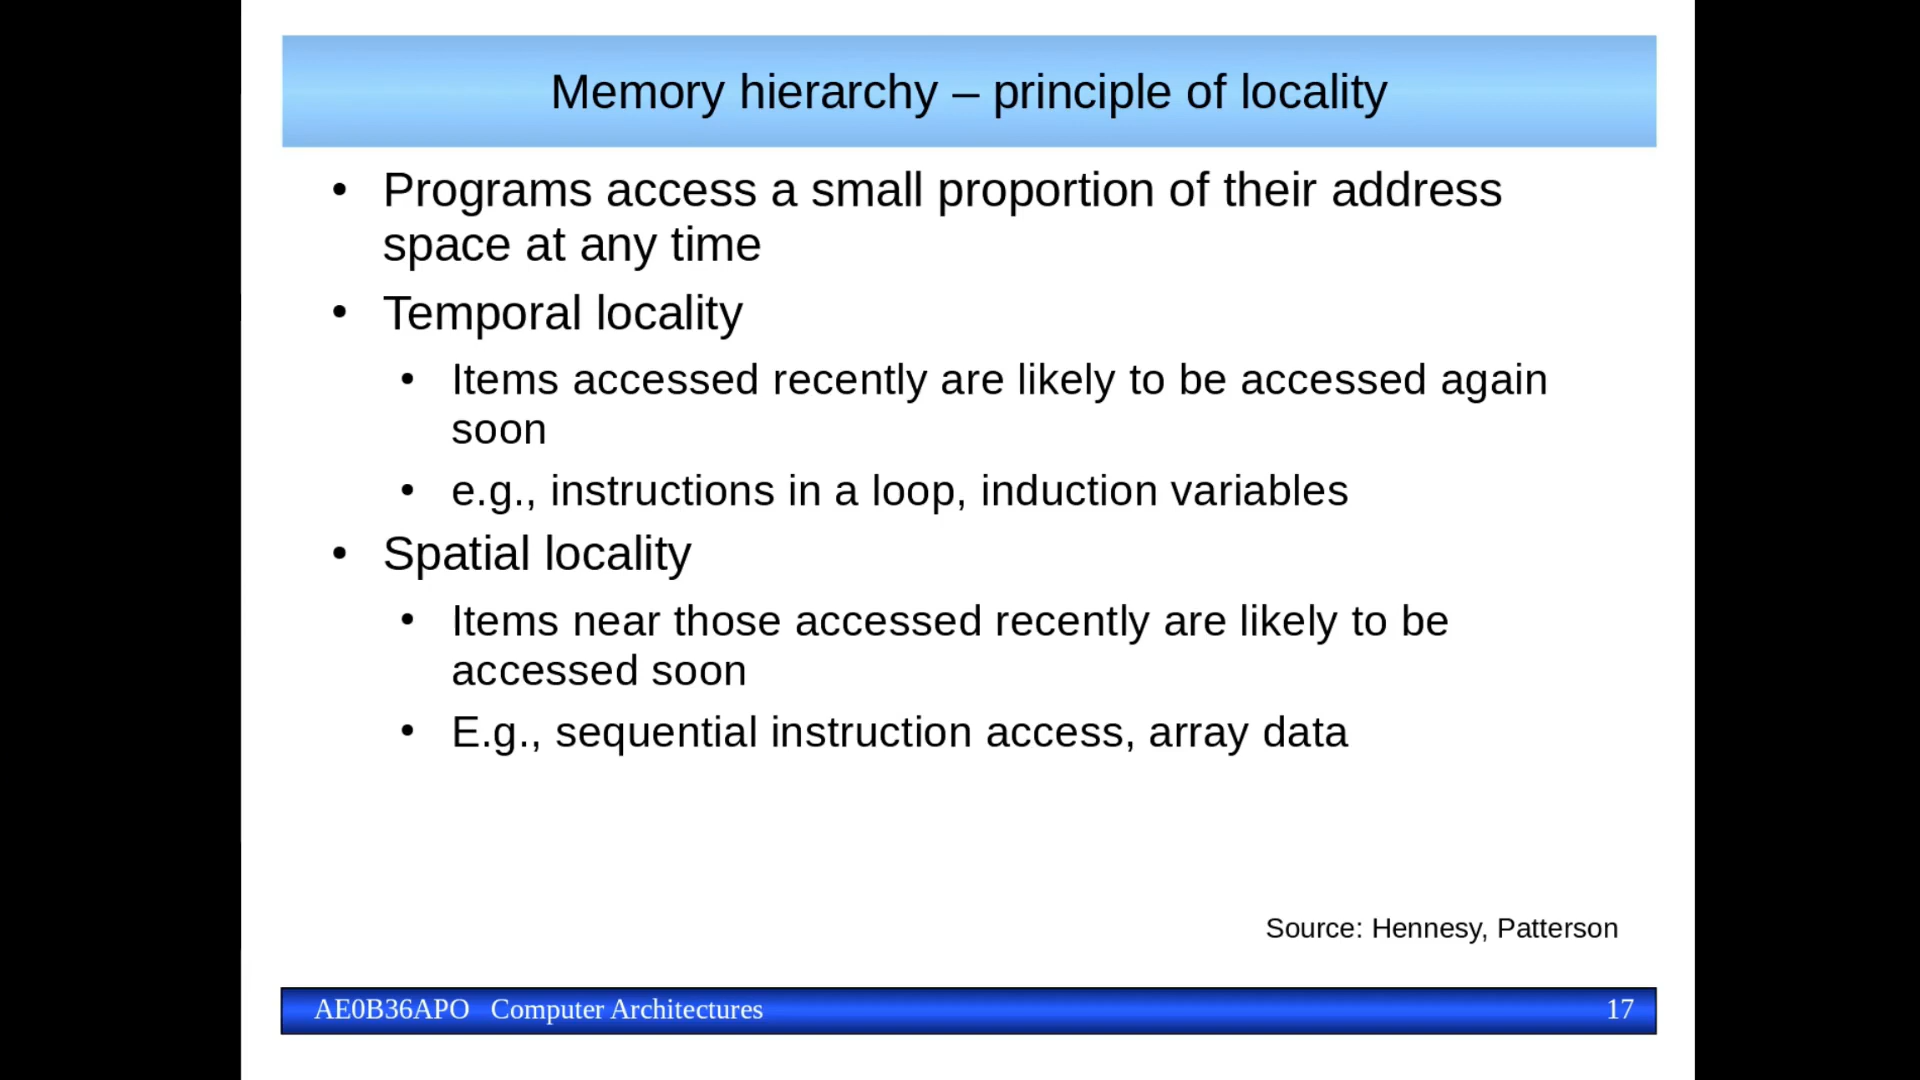 Memory hierarchy – principle of locality
• Programs access a small proportion of their address
space at any time
• Temporal locality
• Items accessed recently are likely to be accessed again
soon
• e.g., instructions in a loop, induction variables
• Spatial locality
• Items near those accessed recently are likely to be
accessed soon
• E.g., sequential instruction access, array data
Source: Hennesy, Patterson
AE0B36APO Computer Architectures 17